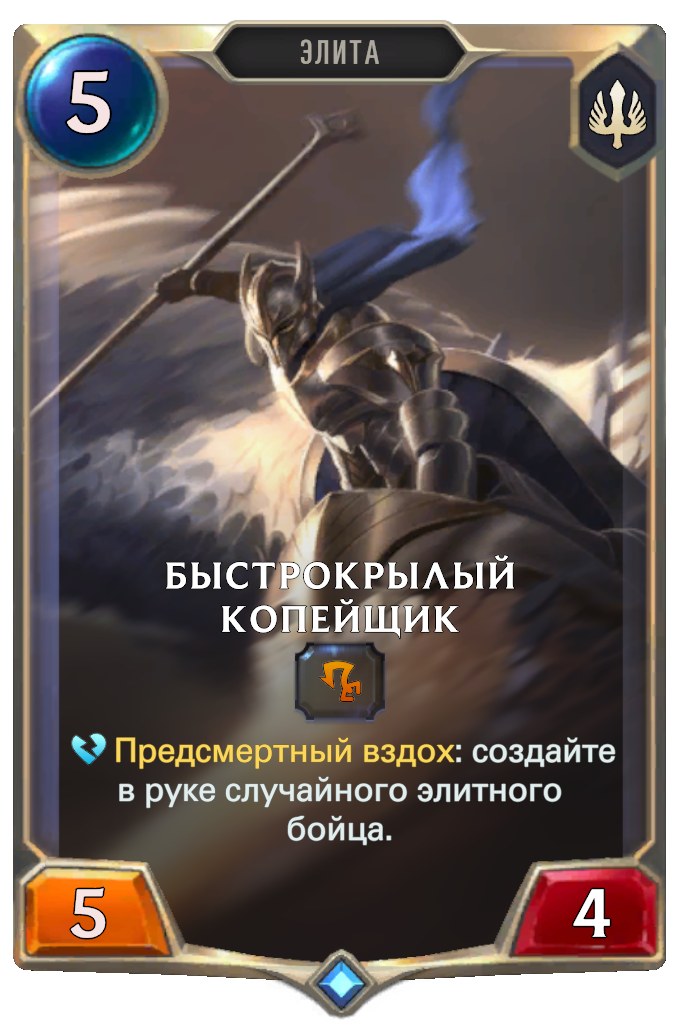 ЭЛИТА
5
БЫСТРОКРЫЛЫЙ
КОПЕЙЩИК
Предсмертный вздох: создайте
в руке случайного элитного
бойца.
5
4